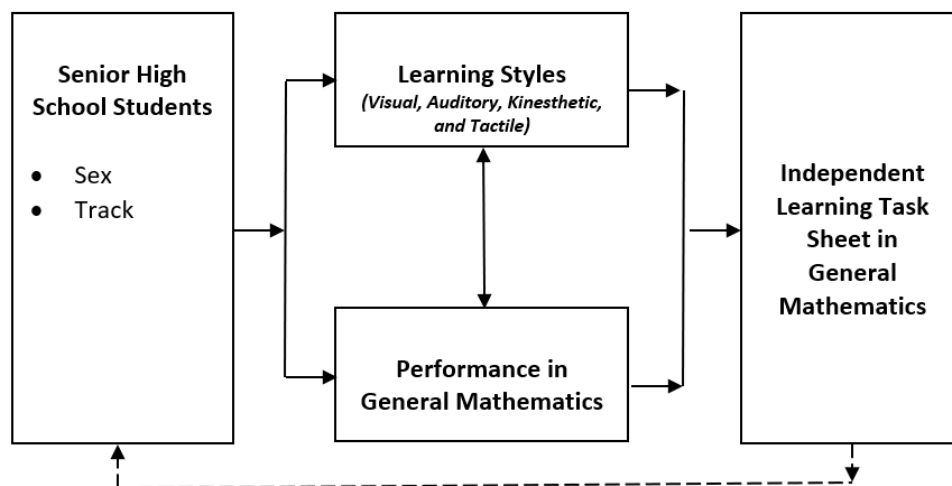 Senior High
School Students
• Sex
• Track
Learning Styles
(Visual, Auditory, Kinesthetic,
and Tactile)
Performance in
General Mathematics
Independent
Learning Task
Sheet in
General
Mathematics